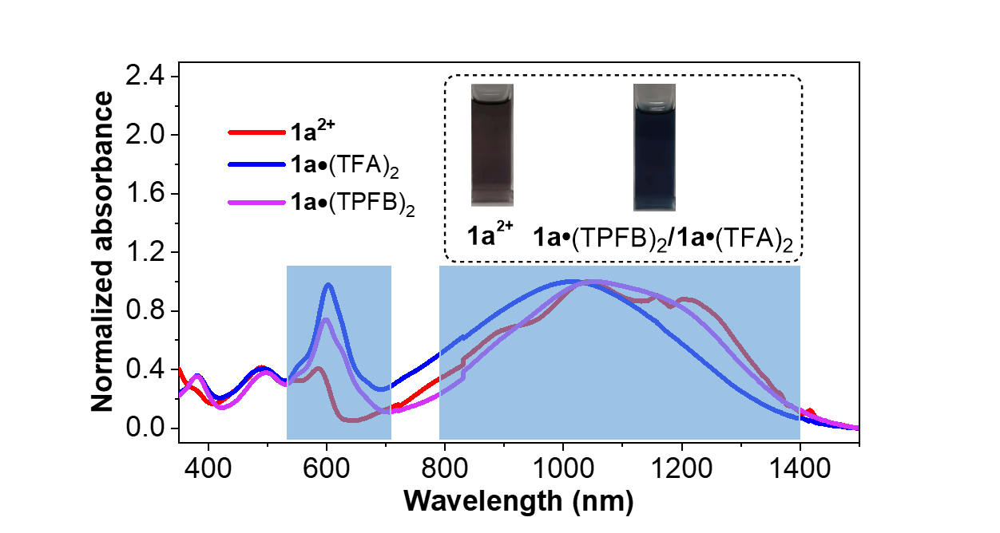 2.4
2.0
1.6
1.2
0.8
0.4
0.0
Normalized absorbance
1a²⁺
1a•(TFA)₂
1a•(TPFB)₂
1a²⁺ 1a•(TPFB)₂/1a•(TFA)₂
400 600 800 1000 1200 1400
Wavelength (nm)